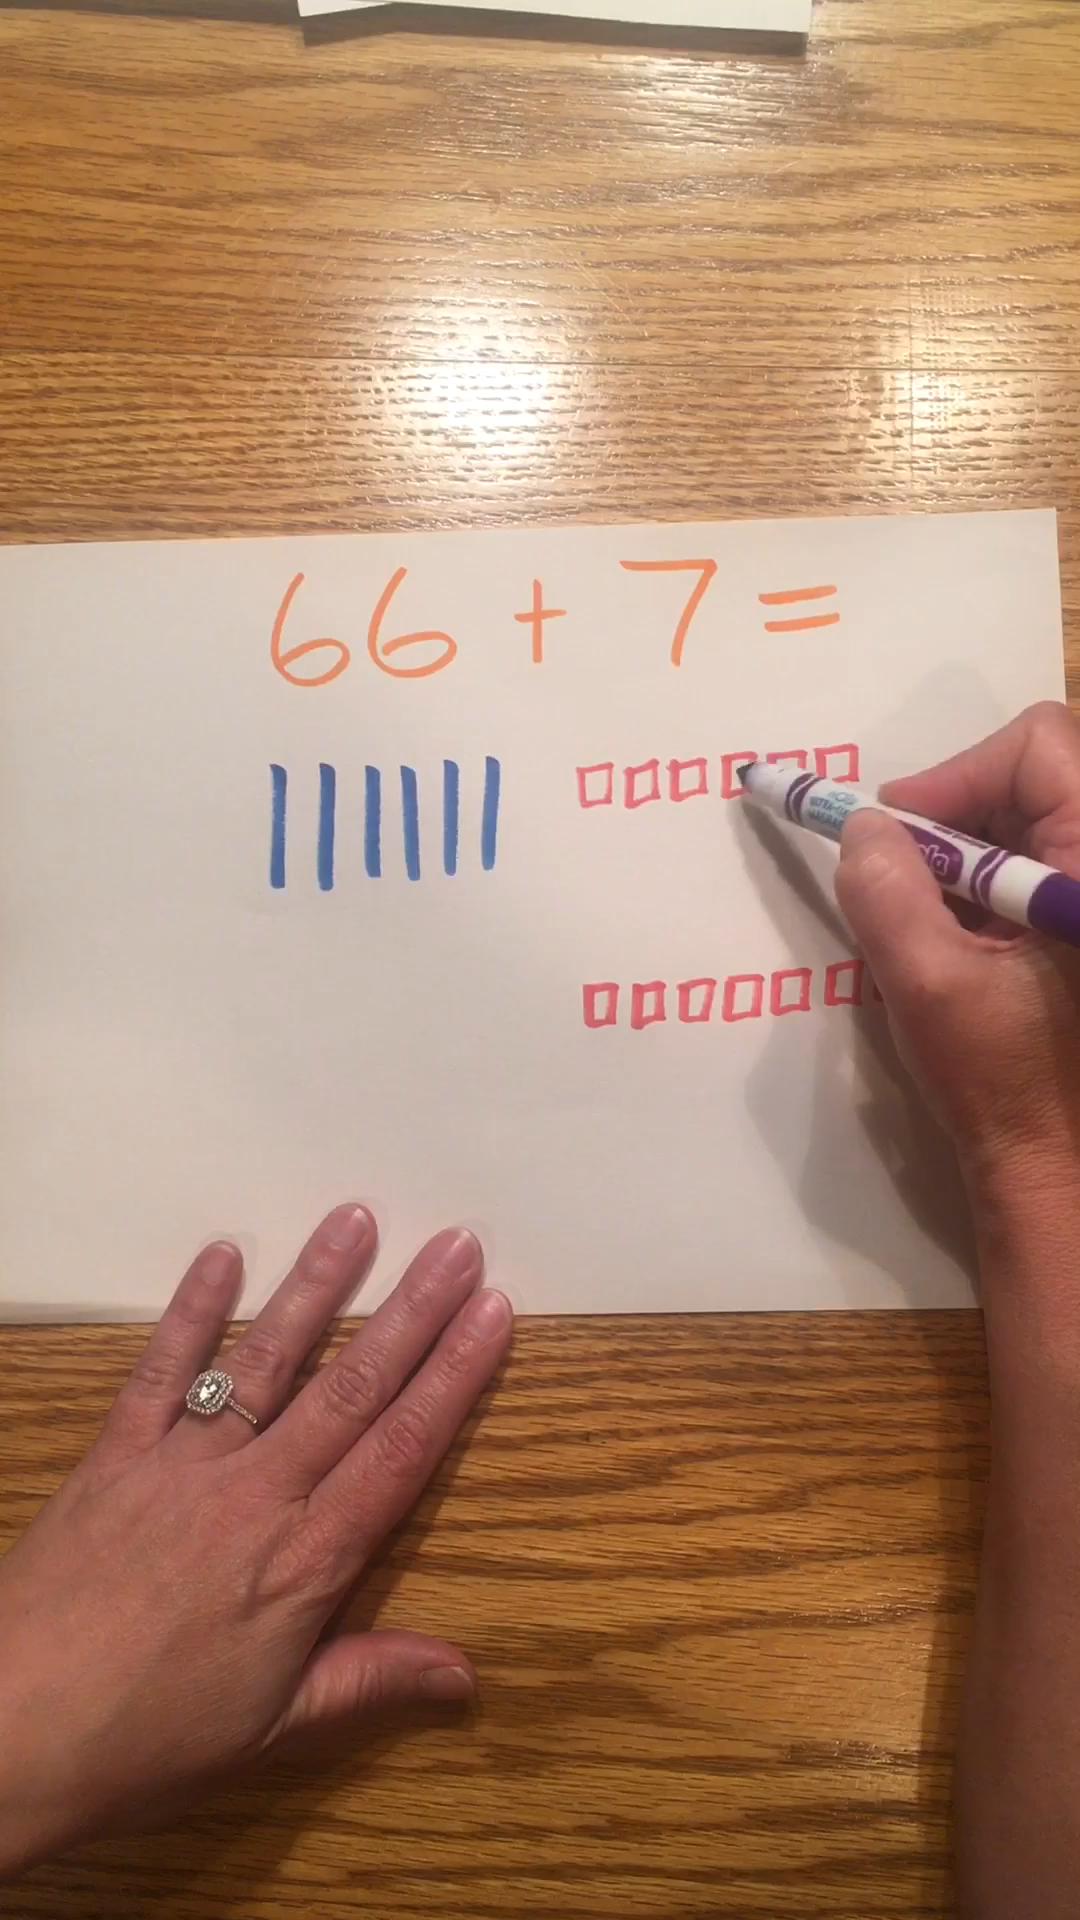 66 + 7 =